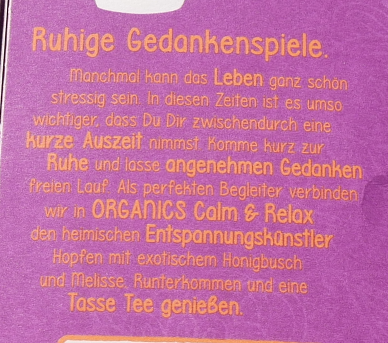 Ruhige Gedankenspiele.
Manchmal kann das Leben ganz schön
stressig sein. In diesen Zeiten ist es umso
wichtiger, dass Du Dir zwischendurch eine
kurze Auszeit nimmst. Komme kurz zur
Ruhe und lasse angenehmen Gedanken
freien Lauf. Als perfekten Begleiter verbinden
wir in ORGANICS Calm & Relax
den heimischen Entspannungskünstler
Hopfen mit exotischem Honigbusch
und Melisse. Runterkommen und eine
Tasse Tee genießen.